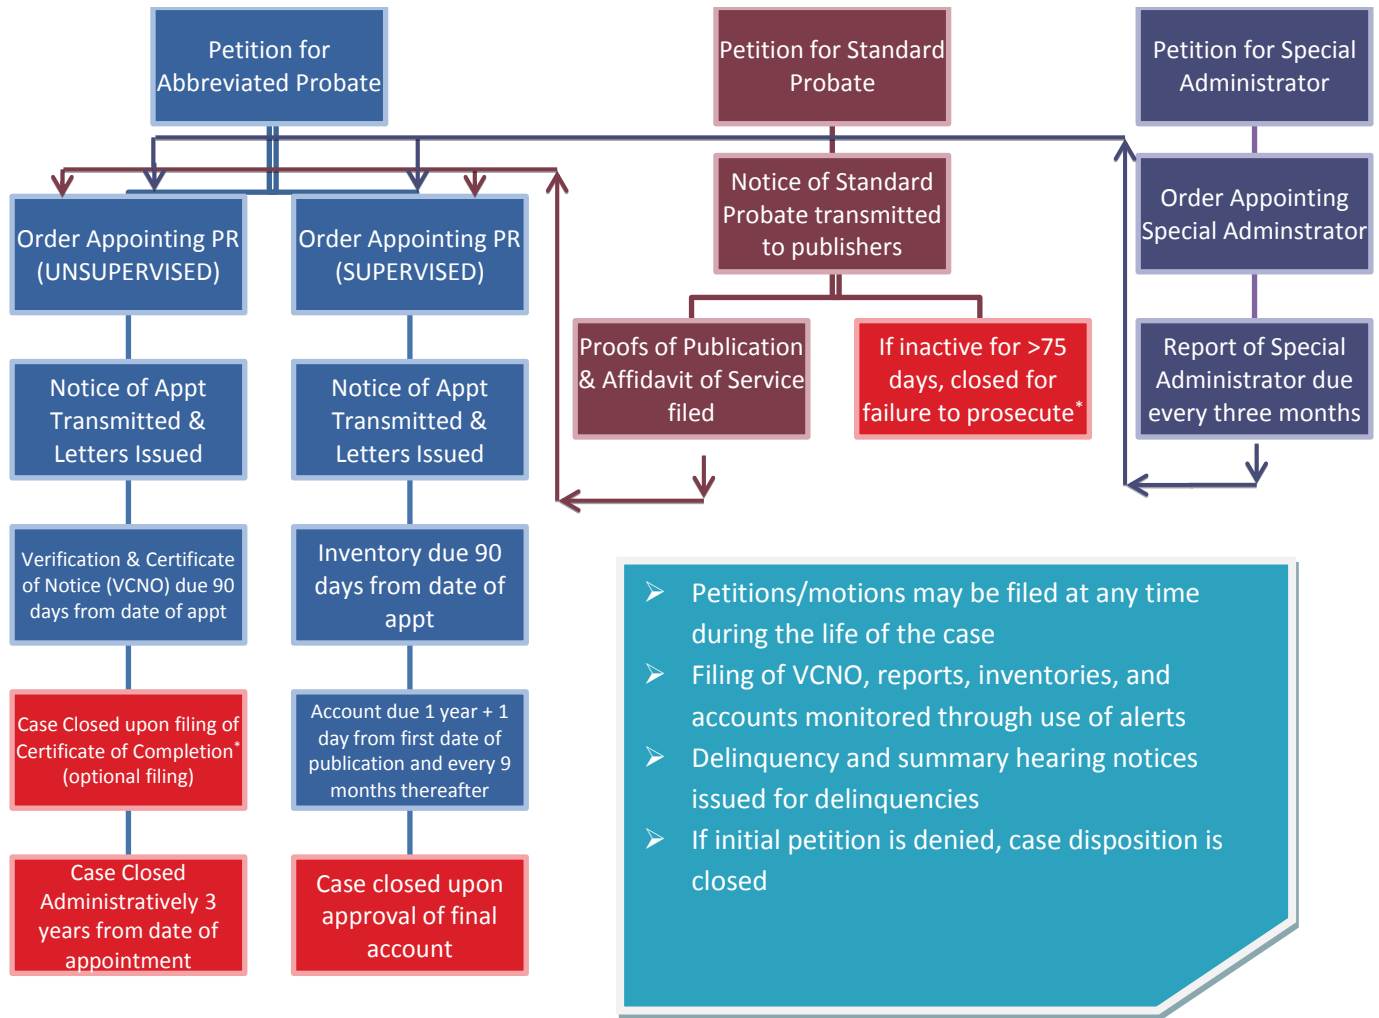 Petition for
Abbreviated Probate
Petition for Standard
Probate
Petition for Special
Administrator
Order Appointing PR
(UNSUPERVISED)
Order Appointing PR
(SUPERVISED)
Notice of Standard
Probate transmitted
to publishers
Order Appointing
Special Adminstrator
Notice of Appt
Transmitted &
Letters Issued
Notice of Appt
Transmitted &
Letters Issued
Proofs of Publication
& Affidavit of Service
filed
If inactive for >75
days, closed for
failure to prosecute*
Report of Special
Administrator due
every three months
Verification & Certificate
of Notice (VCNO) due 90
days from date of appt
Inventory due 90
days from date of
appt
Case Closed upon filing of
Certificate of Completion*
(optional filing)
Account due 1 year + 1
day from first date of
publication and every 9
months thereafter
Case Closed
Administratively 3
years from date of
appointment
Case closed upon
approval of final
account
➢ Petitions/motions may be filed at any time
during the life of the case
➢ Filing of VCNO, reports, inventories, and
accounts monitored through use of alerts
➢ Delinquency and summary hearing notices
issued for delinquencies
➢ If initial petition is denied, case disposition is
closed